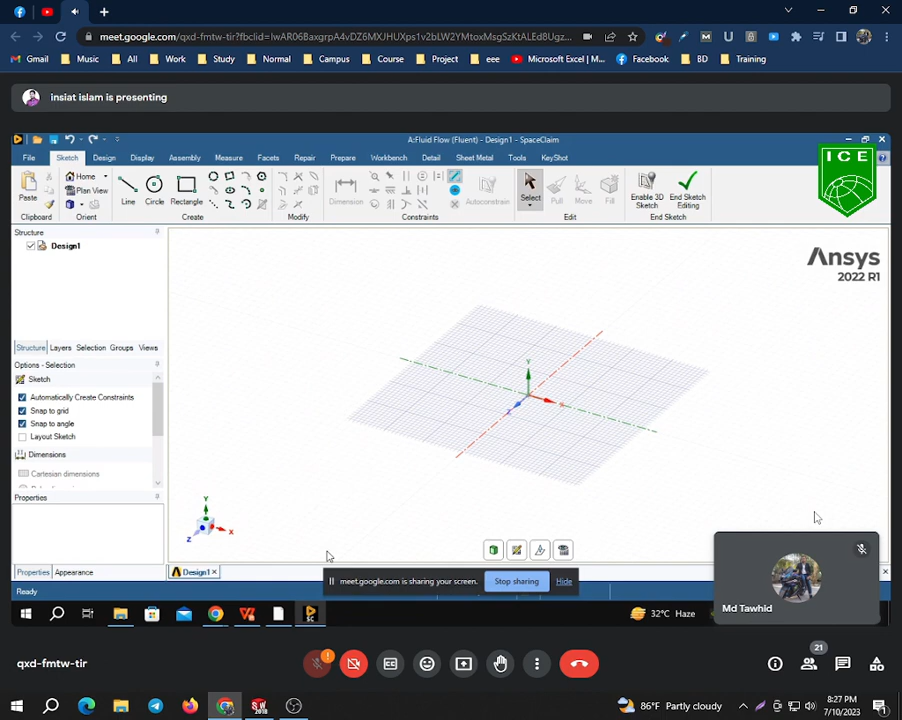 meet.google.com/qxd-fmtw-tir?fbclid=IwAR06BaxgrpA4vDZ6MXJHUXps1v2bLW2YMtoxMsgSzKtALEd8Ugz...
Gmail Music All Work Study Normal Campus Course Project eee Microsoft Excel | M... Facebook BD Training
insiat islam is presenting
A:Fluid Flow (Fluent) - Design1 - SpaceClaim
File Sketch Design Display Assembly Measure Facets Repair Prepare Workbench Detail Sheet Metal Tools KeyShot
ICE
Home
Plan View
Paste Line Circle Rectangle Dimension Autoconstrain Select Pull Move Fill Enable 3D Sketch End Sketch Editing
Clipboard Orient Create Modify Constraints Edit End Sketch
Structure
Design1
Ansys
2022 R1
Structure Layers Selection Groups Views
Options - Selection
Sketch
Automatically Create Constraints
Snap to grid
Snap to angle
Layout Sketch
Dimensions
Cartesian dimensions
Properties
Y
X
Z
Y
X
Z
Properties Appearance
Design1
Ready
meet.google.com is sharing your screen. Stop sharing Hide
Md Tawhid
SC
32°C Haze
qxd-fmtw-tir
21
SW
2018
86°F Partly cloudy
8:27 PM
7/10/2023